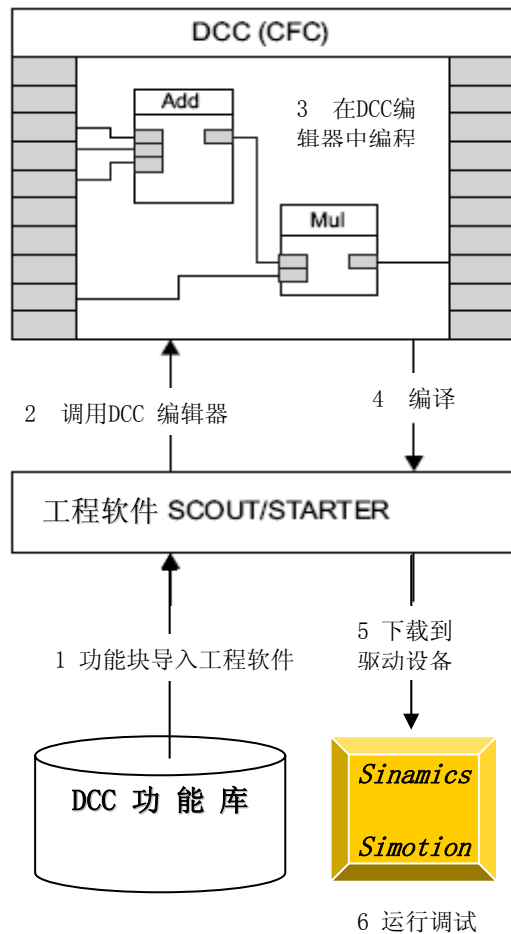 DCC (CFC)
Add
3 在DCC编
辑器中编程
Mul
2 调用DCC 编辑器
4 编译
工程软件 SCOUT/STARTER
1 功能块导入工程软件
5 下载到
驱动设备
DCC 功 能 库
Sinamics
Simotion
6 运行调试